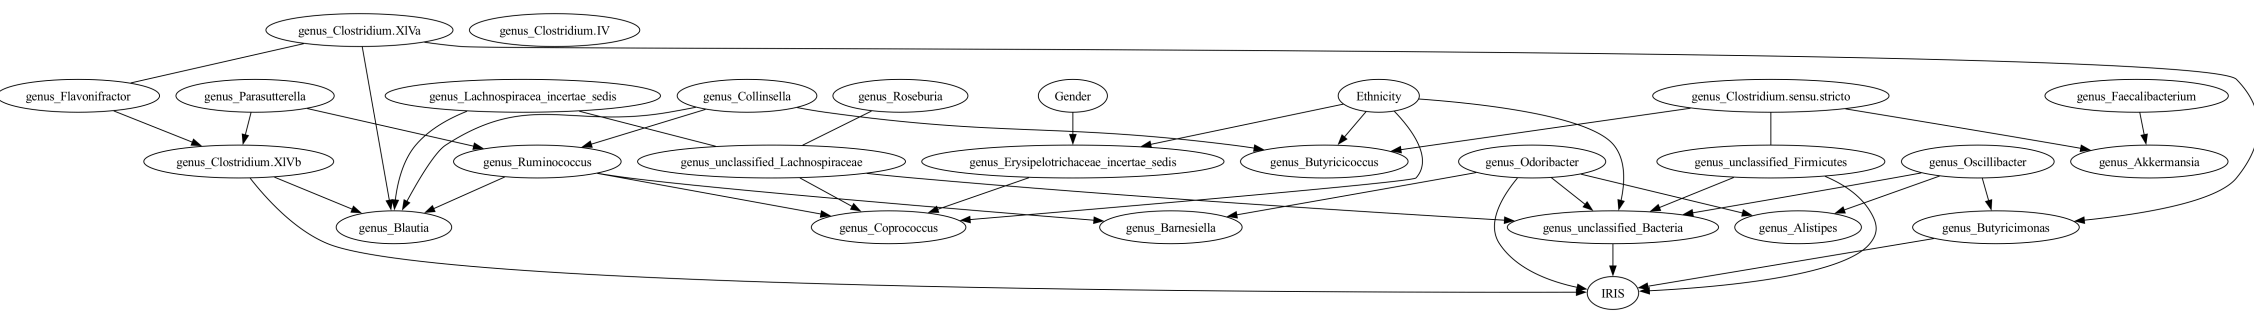 genus_Clostridium.XlVa
genus_Clostridium.IV
genus_Flavonifractor
genus_Parasutterella
genus_Lachnospiracea_incertae_sedis
genus_Collinsella
genus_Roseburia
Gender
Ethnicity
genus_Clostridium.sensu.stricto
genus_Faecalibacterium
genus_Clostridium.XlVb
genus_Ruminococcus
genus_unclassified_Lachnospiraceae
genus_Erysipelotrichaceae_incertae_sedis
genus_Butyricicoccus
genus_Odoribacter
genus_unclassified_Firmicutes
genus_Oscillibacter
genus_Akkermansia
genus_Blautia
genus_Coprococcus
genus_Barnesiella
genus_unclassified_Bacteria
genus_Alistipes
genus_Butyricimonas
IRIS